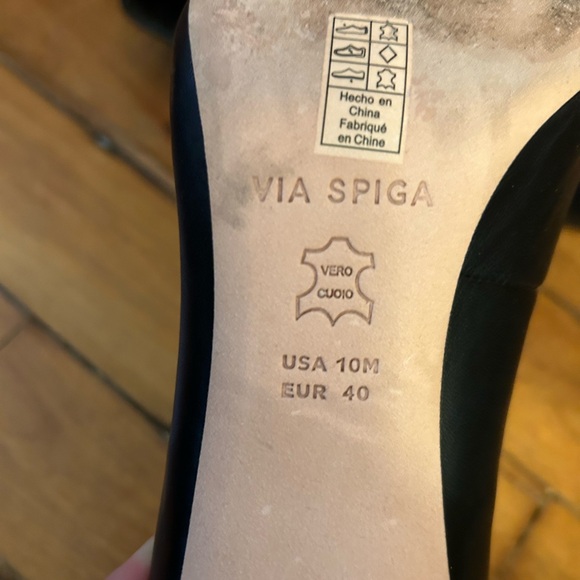 Hecho en
China
Fabriqué
en Chine
VIA SPIGA
VERO
CUOIO
USA 10M
EUR 40